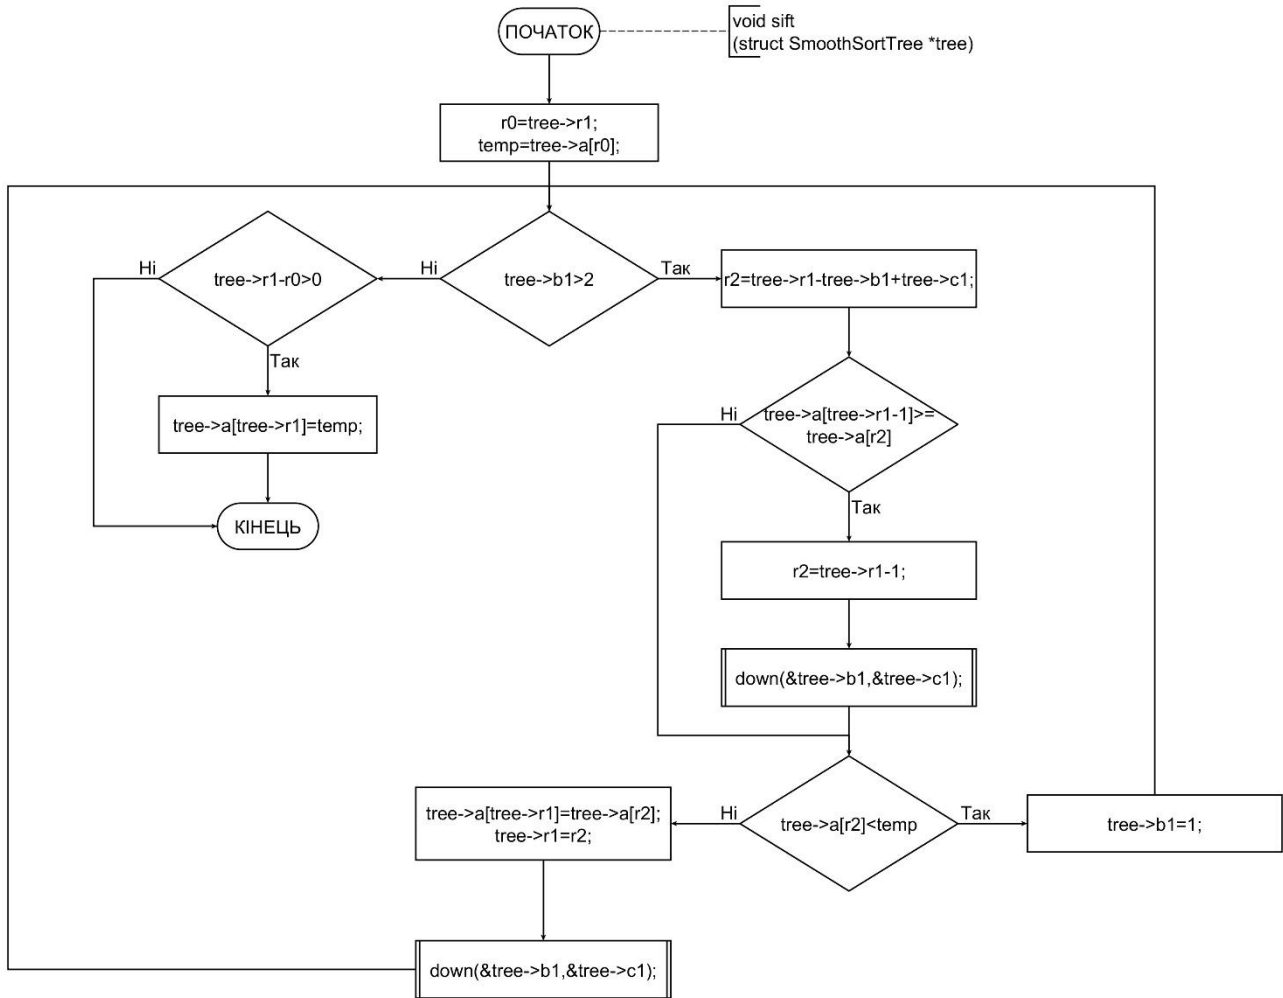 ПОЧАТОК
void sift
(struct SmoothSortTree *tree)
r0=tree->r1;
temp=tree->a[r0];
tree->b1>2
Ні
Так
tree->r1-r0>0
Ні
Так
tree->a[tree->r1]=temp;
КІНЕЦЬ
r2=tree->r1-tree->b1+tree->c1;
tree->a[tree->r1-1]>=
tree->a[r2]
Ні
Так
r2=tree->r1-1;
down(&tree->b1,&tree->c1);
tree->a[r2]<temp
Ні
Так
tree->b1=1;
tree->a[tree->r1]=tree->a[r2];
tree->r1=r2;
down(&tree->b1,&tree->c1);